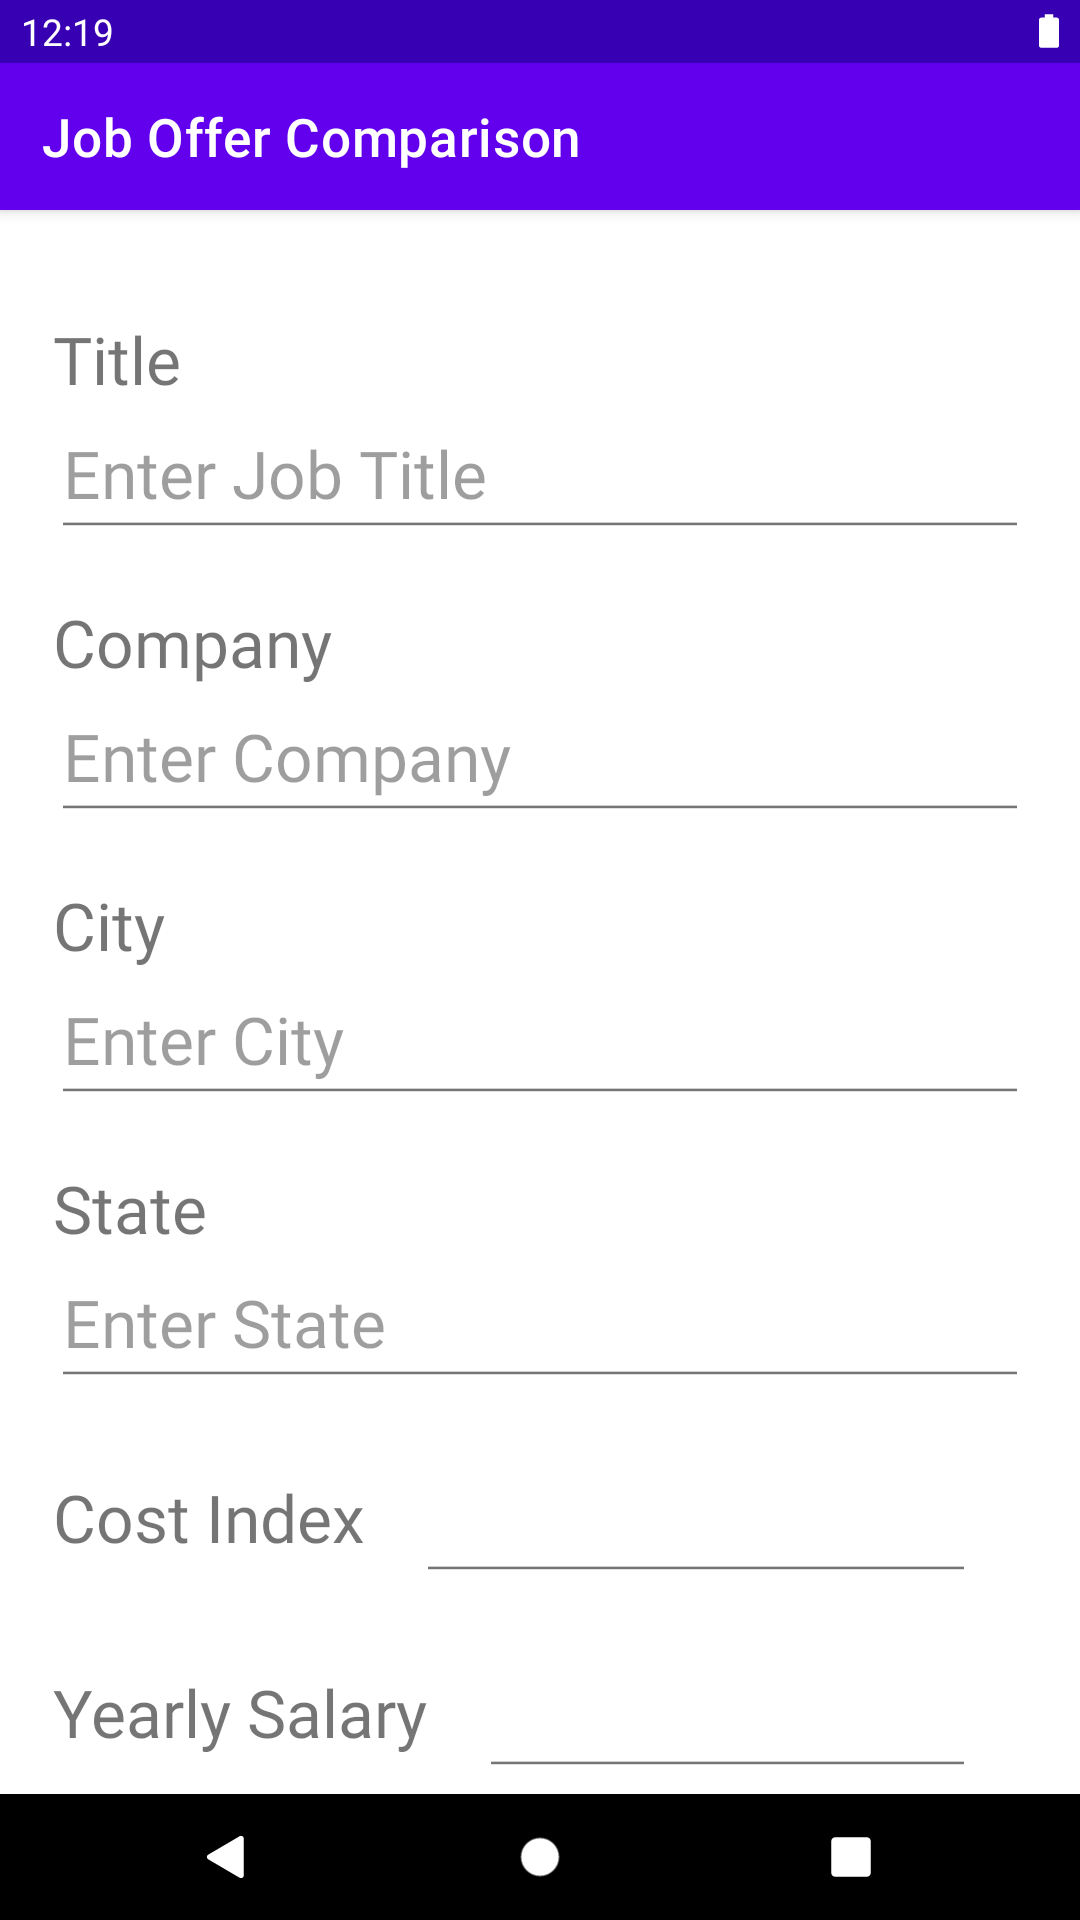 12:19
Job Offer Comparison
Title
Enter Job Title
Company
Enter Company
City
Enter City
State
Enter State
Cost Index
Yearly Salary